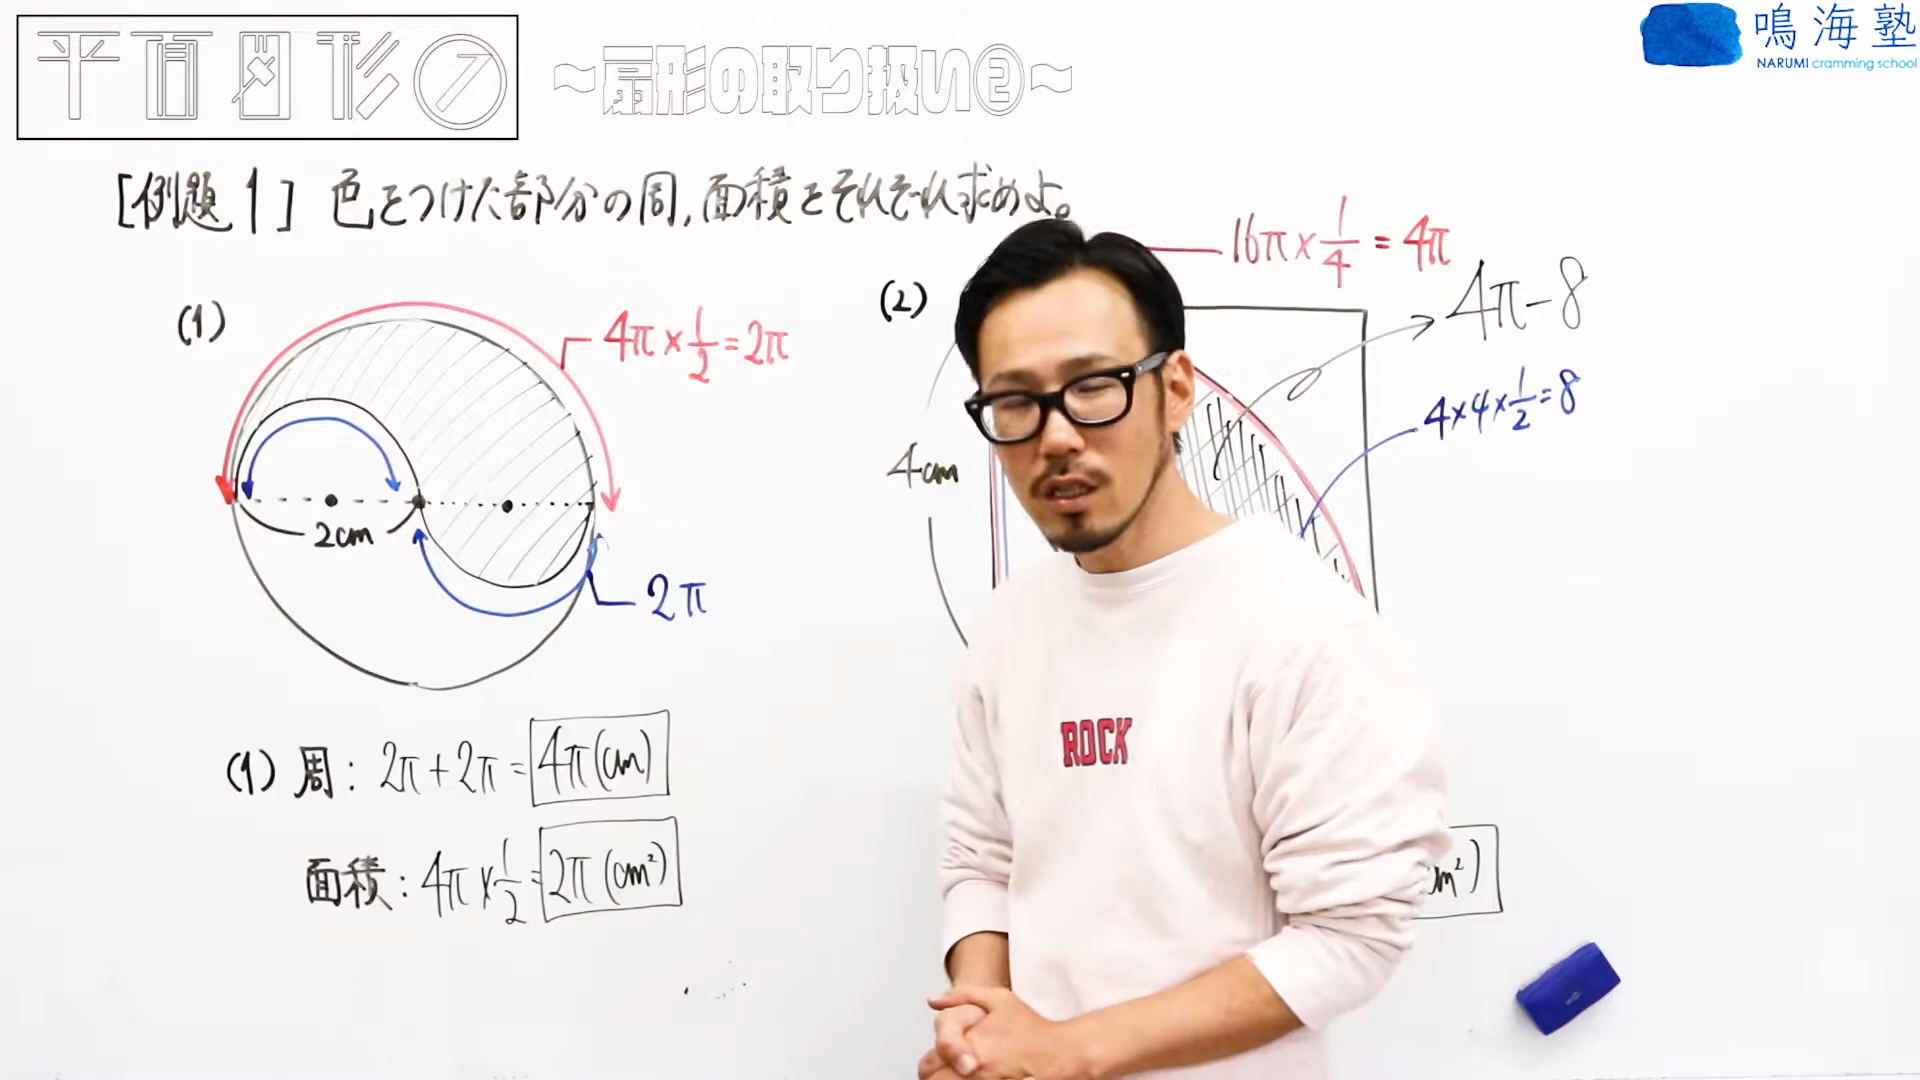 平面図形⑦
~扇形の取り扱い②~
鳴海塾
NARUMI cramming school
[例題1] 色をつけた部分の周,面積をそれぞれ求めよ。
(1)
4π×1/2=2π
2cm
2π
(2)
16π×1/4=4π
4π-8
4×4×1/2=8
4cm
(1) 周: 2π+2π=4π(cm)
面積: 4π×1/2=2π(cm²)
ROCK
m²)